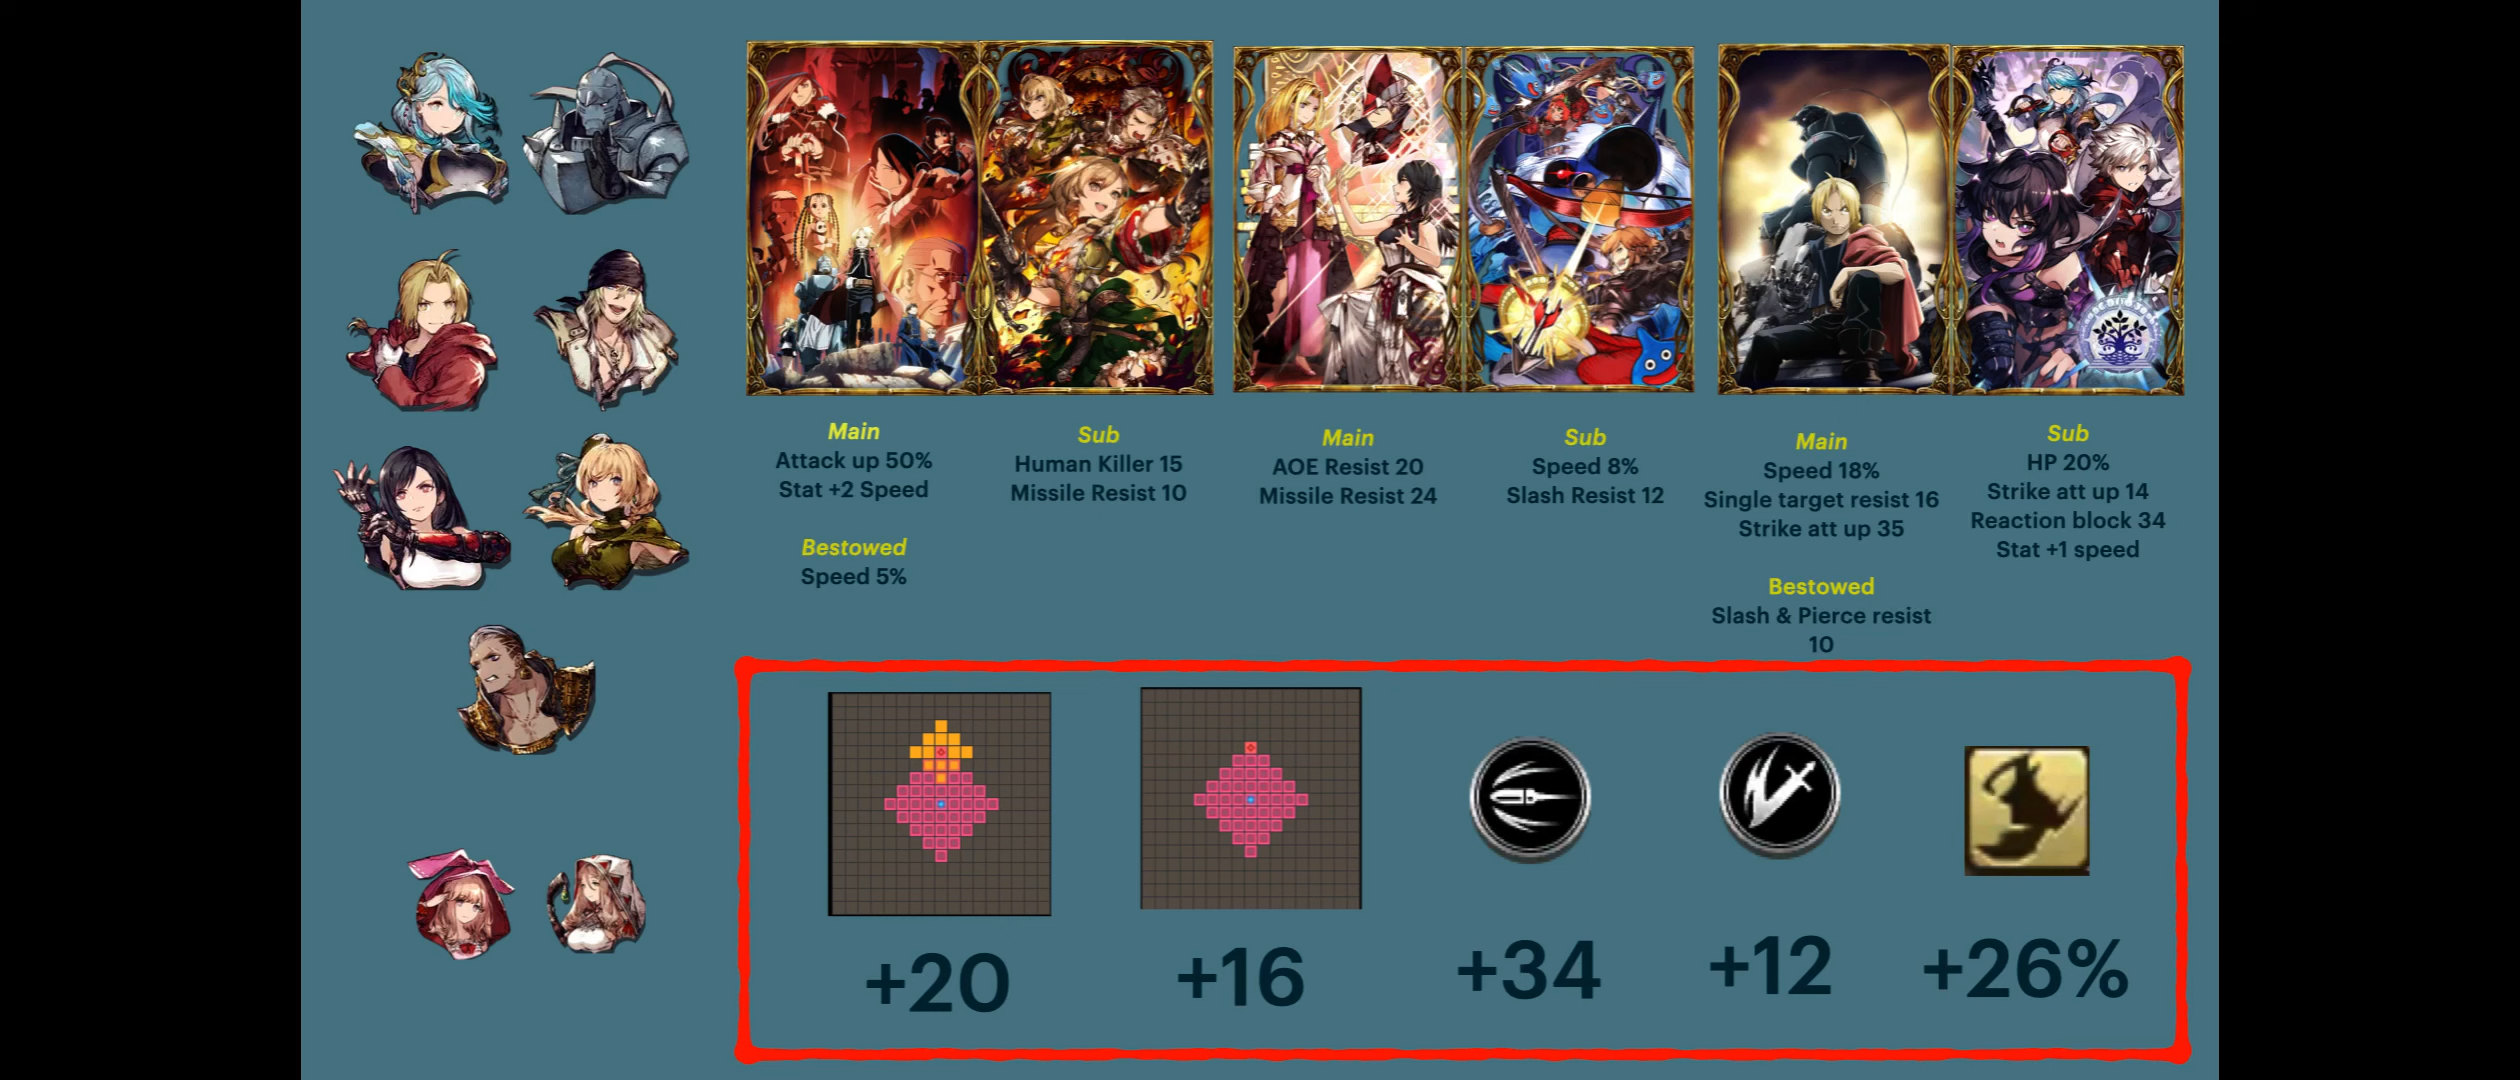 Main
Attack up 50%
Stat +2 Speed
Bestowed
Speed 5%
Sub
Human Killer 15
Missile Resist 10
Main
AOE Resist 20
Missile Resist 24
Sub
Speed 8%
Slash Resist 12
Main
Speed 18%
Single target resist 16
Strike att up 35
Bestowed
Slash & Pierce resist
10
Sub
HP 20%
Strike att up 14
Reaction block 34
Stat +1 speed
+20
+16
+34
+12
+26%